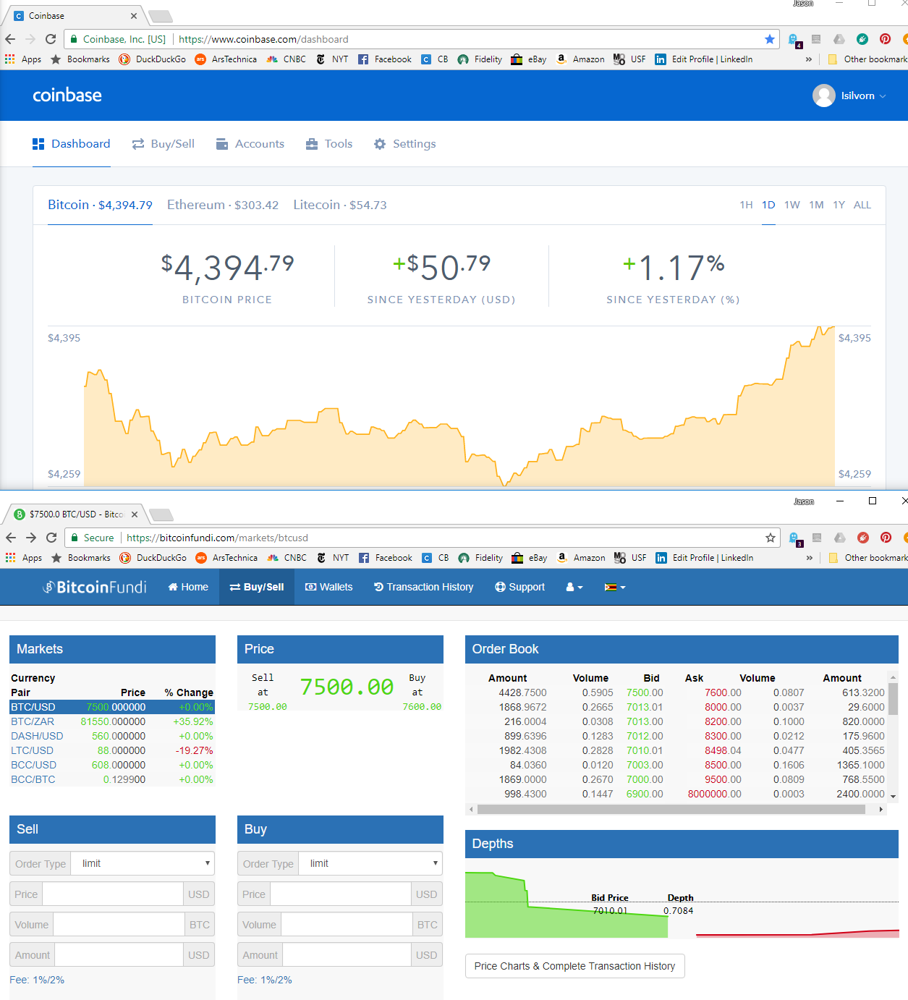 Jason
Coinbase
Coinbase, Inc. [US] https://www.coinbase.com/dashboard
4
Apps Bookmarks DuckDuckGo ars ArsTechnica CNBC NYT Facebook C CB Fidelity eBay Amazon USF in Edit Profile | LinkedIn » Other bookmark
coinbase
Isilvorn
Dashboard Buy/Sell Accounts Tools Settings
Bitcoin · $4,394.79 Ethereum · $303.42 Litecoin · $54.73 1H 1D 1W 1M 1Y ALL
$4,394.79 +$50.79 +1.17%
BITCOIN PRICE SINCE YESTERDAY (USD) SINCE YESTERDAY (%)
$4,395 $4,395
$4,259 $4,259
Jason
$7500.0 BTC/USD - Bitco
Secure https://bitcoinfundi.com/markets/btcusd
3
Apps Bookmarks DuckDuckGo ars ArsTechnica CNBC NYT Facebook C CB Fidelity eBay Amazon USF in Edit Profile | LinkedIn » Other bookmark
BitcoinFundi Home Buy/Sell Wallets Transaction History Support
Markets
Currency
Pair Price % Change
BTC/USD 7500.000000 +0.00%
BTC/ZAR 81550.000000 +35.92%
DASH/USD 560.000000 +0.00%
LTC/USD 88.000000 -19.27%
BCC/USD 608.000000 +0.00%
BCC/BTC 0.129900 +0.00%
Price
Sell
at
7500.00
7500.00
Buy
at
7600.00
Order Book
Amount Volume Bid Ask Volume Amount
4428.7500 0.5905 7500.00 7600.00 0.0807 613.3200
1868.9672 0.2665 7013.01 8000.00 0.0037 29.6000
216.0004 0.0308 7013.00 8200.00 0.1000 820.0000
899.6396 0.1283 7012.00 8300.00 0.0212 175.9600
1982.4308 0.2828 7010.01 8498.04 0.0477 405.3565
84.0360 0.0120 7003.00 8500.00 0.1606 1365.1000
1869.0000 0.2670 7000.00 9500.00 0.0809 768.5500
998.4300 0.1447 6900.00 8000000.00 0.0003 2400.0000
Sell
Order Type limit
Price USD
Volume BTC
Amount USD
Fee: 1%/2%
Buy
Order Type limit
Price USD
Volume BTC
Amount USD
Fee: 1%/2%
Depths
Bid Price Depth
7010.01 0.7084
Price Charts & Complete Transaction History